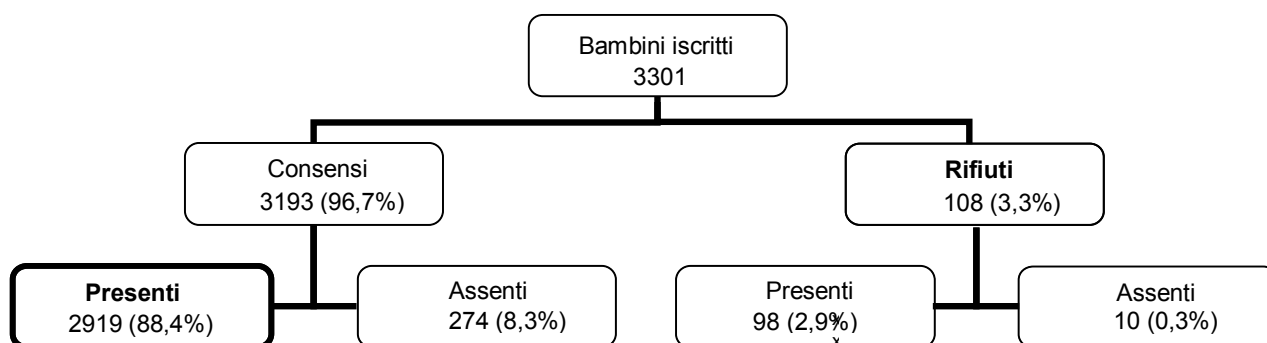 Bambini iscritti
3301
Consensi
3193 (96,7%)
Rifiuti
108 (3,3%)
Presenti
2919 (88,4%)
Assenti
274 (8,3%)
Presenti
98 (2,9%)
x
Assenti
10 (0,3%)